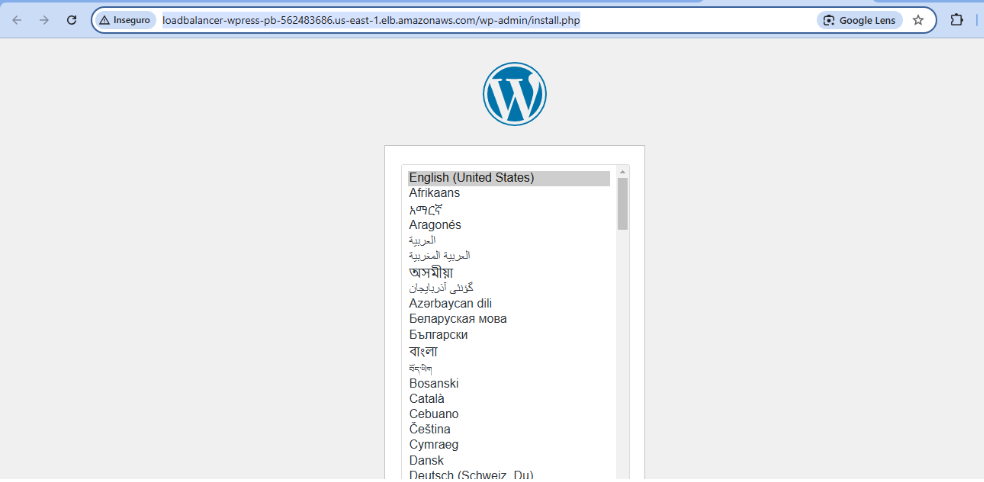 Inseguro
loadbalancer-wpress-pb-562483686.us-east-1.elb.amazonaws.com/wp-admin/install.php
Google Lens
English (United States)
Afrikaans
አማርኛ
Aragonés
العربية
العربية المغربية
অসমীয়া
گؤنئی آذربایجان
Azərbaycan dili
Беларуская мова
Български
বাংলা
བོད་ཡིག
Bosanski
Català
Cebuano
Čeština
Cymraeg
Dansk
Deutsch (Schweiz, Du)